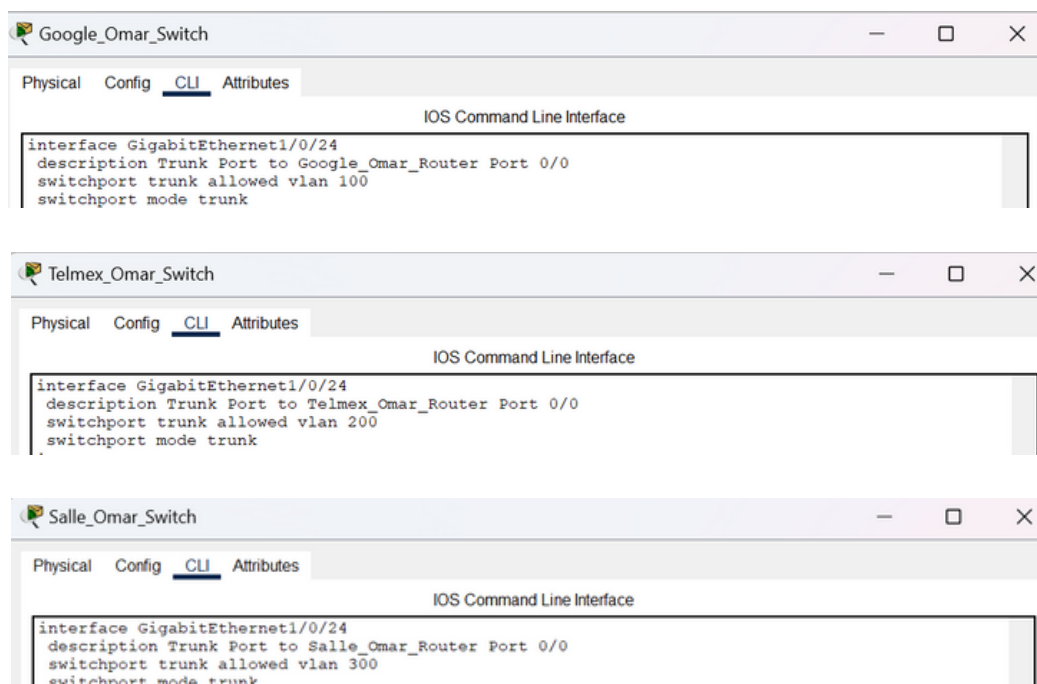 Google_Omar_Switch
Physical Config CLI Attributes
IOS Command Line Interface
interface GigabitEthernet1/0/24
description Trunk Port to Google_Omar_Router Port 0/0
switchport trunk allowed vlan 100
switchport mode trunk
Telmex_Omar_Switch
Physical Config CLI Attributes
IOS Command Line Interface
interface GigabitEthernet1/0/24
description Trunk Port to Telmex_Omar_Router Port 0/0
switchport trunk allowed vlan 200
switchport mode trunk
Salle_Omar_Switch
Physical Config CLI Attributes
IOS Command Line Interface
interface GigabitEthernet1/0/24
description Trunk Port to Salle_Omar_Router Port 0/0
switchport trunk allowed vlan 300
switchport mode trunk